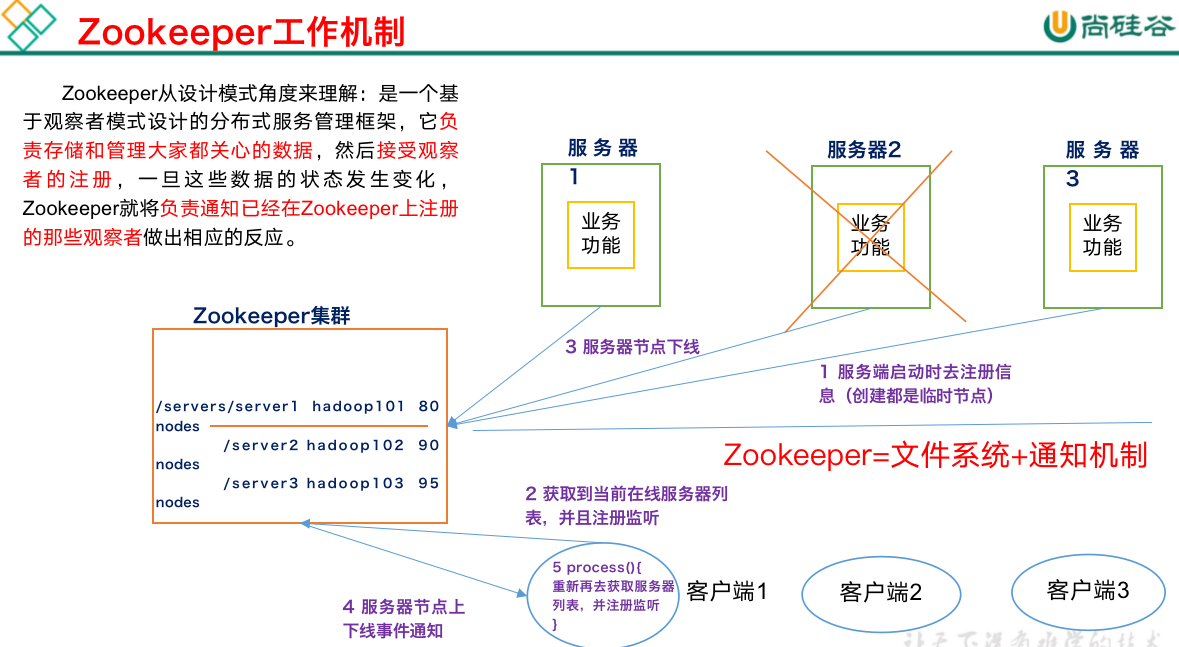 Zookeeper工作机制
尚硅谷
Zookeeper从设计模式角度来理解：是一个基
于观察者模式设计的分布式服务管理框架，它负
责存储和管理大家都关心的数据，然后接受观察
者的注册，一旦这些数据的状态发生变化，
Zookeeper就将负责通知已经在Zookeeper上注册
的那些观察者做出相应的反应。
服务器
1
业务
功能
服务器2
业务
功能
服务器
3
业务
功能
Zookeeper集群
/servers/server1 hadoop101 80
nodes
/server2 hadoop102 90
nodes
/server3 hadoop103 95
nodes
3 服务器节点下线
1 服务端启动时去注册信
息（创建都是临时节点）
Zookeeper=文件系统+通知机制
2 获取到当前在线服务器列
表，并且注册监听
4 服务器节点上
下线事件通知
5 process(){
重新再去获取服务器
列表，并注册监听
}
客户端1
客户端2
客户端3
让天下没有难学的技术